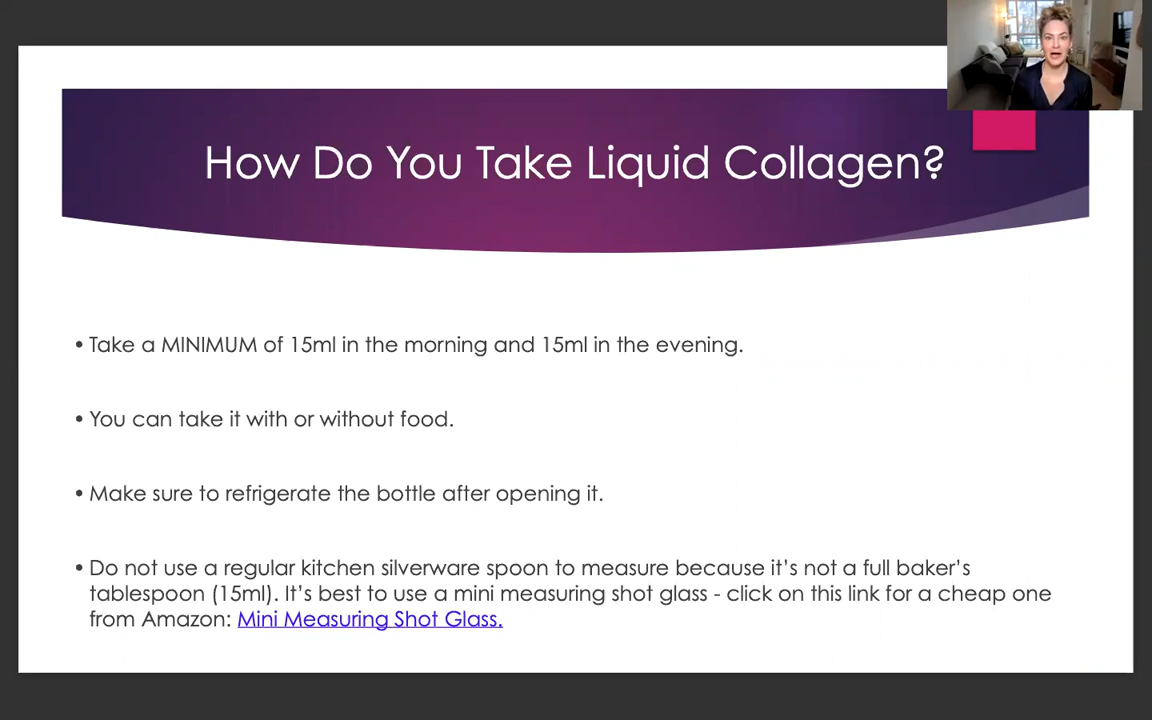 How Do You Take Liquid Collagen?
• Take a MINIMUM of 15ml in the morning and 15ml in the evening.
• You can take it with or without food.
• Make sure to refrigerate the bottle after opening it.
• Do not use a regular kitchen silverware spoon to measure because it's not a full baker's
tablespoon (15ml). It's best to use a mini measuring shot glass - click on this link for a cheap one
from Amazon: Mini Measuring Shot Glass.